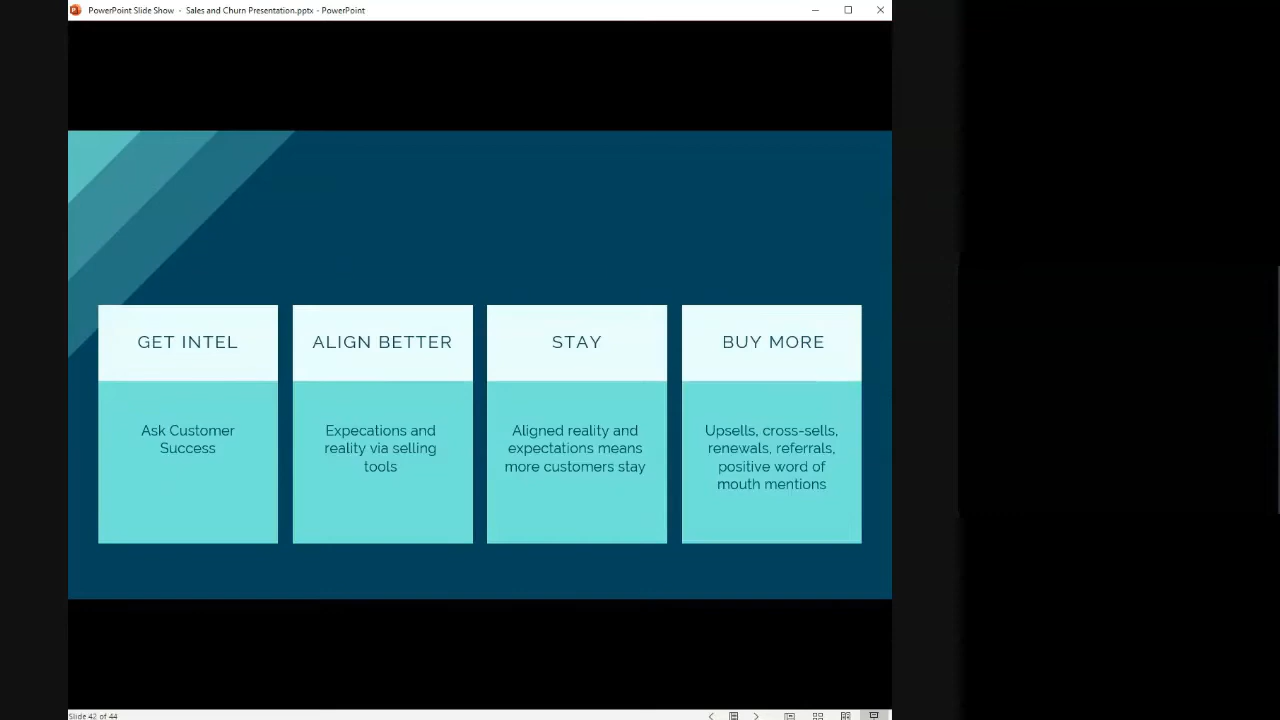 PowerPoint Slide Show - Sales and Churn Presentation.pptx - PowerPoint
GET INTEL
Ask Customer
Success
ALIGN BETTER
Expecations and
reality via selling
tools
STAY
Aligned reality and
expectations means
more customers stay
BUY MORE
Upsells, cross-sells,
renewals, referrals,
positive word of
mouth mentions
Slide 42 of 44